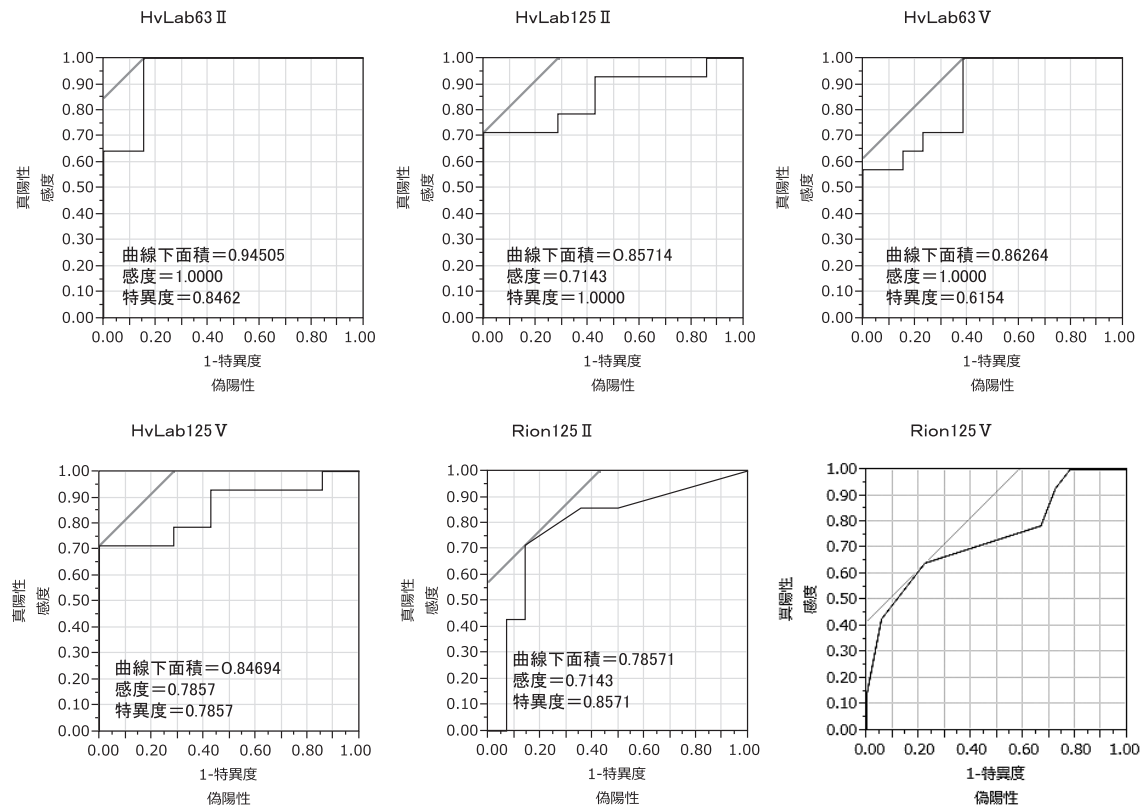 HvLab63Ⅱ
1.00
0.90
0.80
0.70
0.60
0.50
0.40
0.30
0.20
0.10
0.00
真陽性
感度
曲線下面積＝0.94505
感度＝1.0000
特異度＝0.8462
0.00 0.20 0.40 0.60 0.80 1.00
1-特異度
偽陽性
HvLab125Ⅱ
1.00
0.90
0.80
0.70
0.60
0.50
0.40
0.30
0.20
0.10
0.00
真陽性
感度
曲線下面積＝0.85714
感度＝0.7143
特異度＝1.0000
0.00 0.20 0.40 0.60 0.80 1.00
1-特異度
偽陽性
HvLab63Ⅴ
1.00
0.90
0.80
0.70
0.60
0.50
0.40
0.30
0.20
0.10
0.00
真陽性
感度
曲線下面積＝0.86264
感度＝1.0000
特異度＝0.6154
0.00 0.20 0.40 0.60 0.80 1.00
1-特異度
偽陽性
HvLab125Ⅴ
1.00
0.90
0.80
0.70
0.60
0.50
0.40
0.30
0.20
0.10
0.00
真陽性
感度
曲線下面積＝0.84694
感度＝0.7857
特異度＝0.7857
0.00 0.20 0.40 0.60 0.80 1.00
1-特異度
偽陽性
Rion125Ⅱ
1.00
0.90
0.80
0.70
0.60
0.50
0.40
0.30
0.20
0.10
0.00
真陽性
感度
曲線下面積＝0.78571
感度＝0.7143
特異度＝0.8571
0.00 0.20 0.40 0.60 0.80 1.00
1-特異度
偽陽性
Rion125Ⅴ
1.00
0.90
0.80
0.70
0.60
0.50
0.40
0.30
0.20
0.10
0.00
真陽性
感度
0.00 0.20 0.40 0.60 0.80 1.00
1-特異度
偽陽性